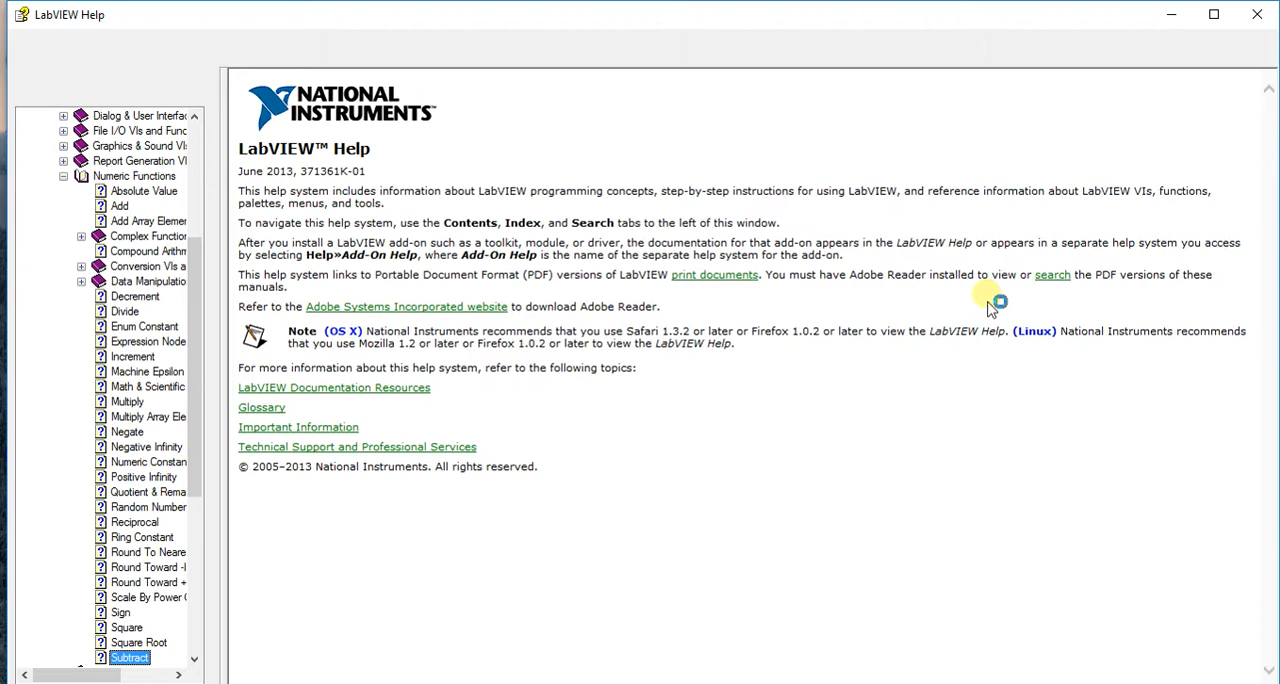 LabVIEW Help
Dialog & User Interfac
File I/O VIs and Func
Graphics & Sound VIs
Report Generation VI
Numeric Functions
Absolute Value
Add
Add Array Elemer
Complex Function
Compound Arithm
Conversion VIs a
Data Manipulatio
Decrement
Divide
Enum Constant
Expression Node
Increment
Machine Epsilon
Math & Scientific
Multiply
Multiply Array Ele
Negate
Negative Infinity
Numeric Constan
Positive Infinity
Quotient & Rema
Random Number
Reciprocal
Ring Constant
Round To Neare
Round Toward -I
Round Toward +
Scale By Power O
Sign
Square
Square Root
Subtract
NATIONAL
INSTRUMENTS™
LabVIEW™ Help
June 2013, 371361K-01
This help system includes information about LabVIEW programming concepts, step-by-step instructions for using LabVIEW, and reference information about LabVIEW VIs, functions,
palettes, menus, and tools.
To navigate this help system, use the Contents, Index, and Search tabs to the left of this window.
After you install a LabVIEW add-on such as a toolkit, module, or driver, the documentation for that add-on appears in the LabVIEW Help or appears in a separate help system you access
by selecting Help»Add-On Help, where Add-On Help is the name of the separate help system for the add-on.
This help system links to Portable Document Format (PDF) versions of LabVIEW print documents. You must have Adobe Reader installed to view or search the PDF versions of these
manuals.
Refer to the Adobe Systems Incorporated website to download Adobe Reader.
Note (OS X) National Instruments recommends that you use Safari 1.3.2 or later or Firefox 1.0.2 or later to view the LabVIEW Help. (Linux) National Instruments recommends
that you use Mozilla 1.2 or later or Firefox 1.0.2 or later to view the LabVIEW Help.
For more information about this help system, refer to the following topics:
LabVIEW Documentation Resources
Glossary
Important Information
Technical Support and Professional Services
© 2005–2013 National Instruments. All rights reserved.